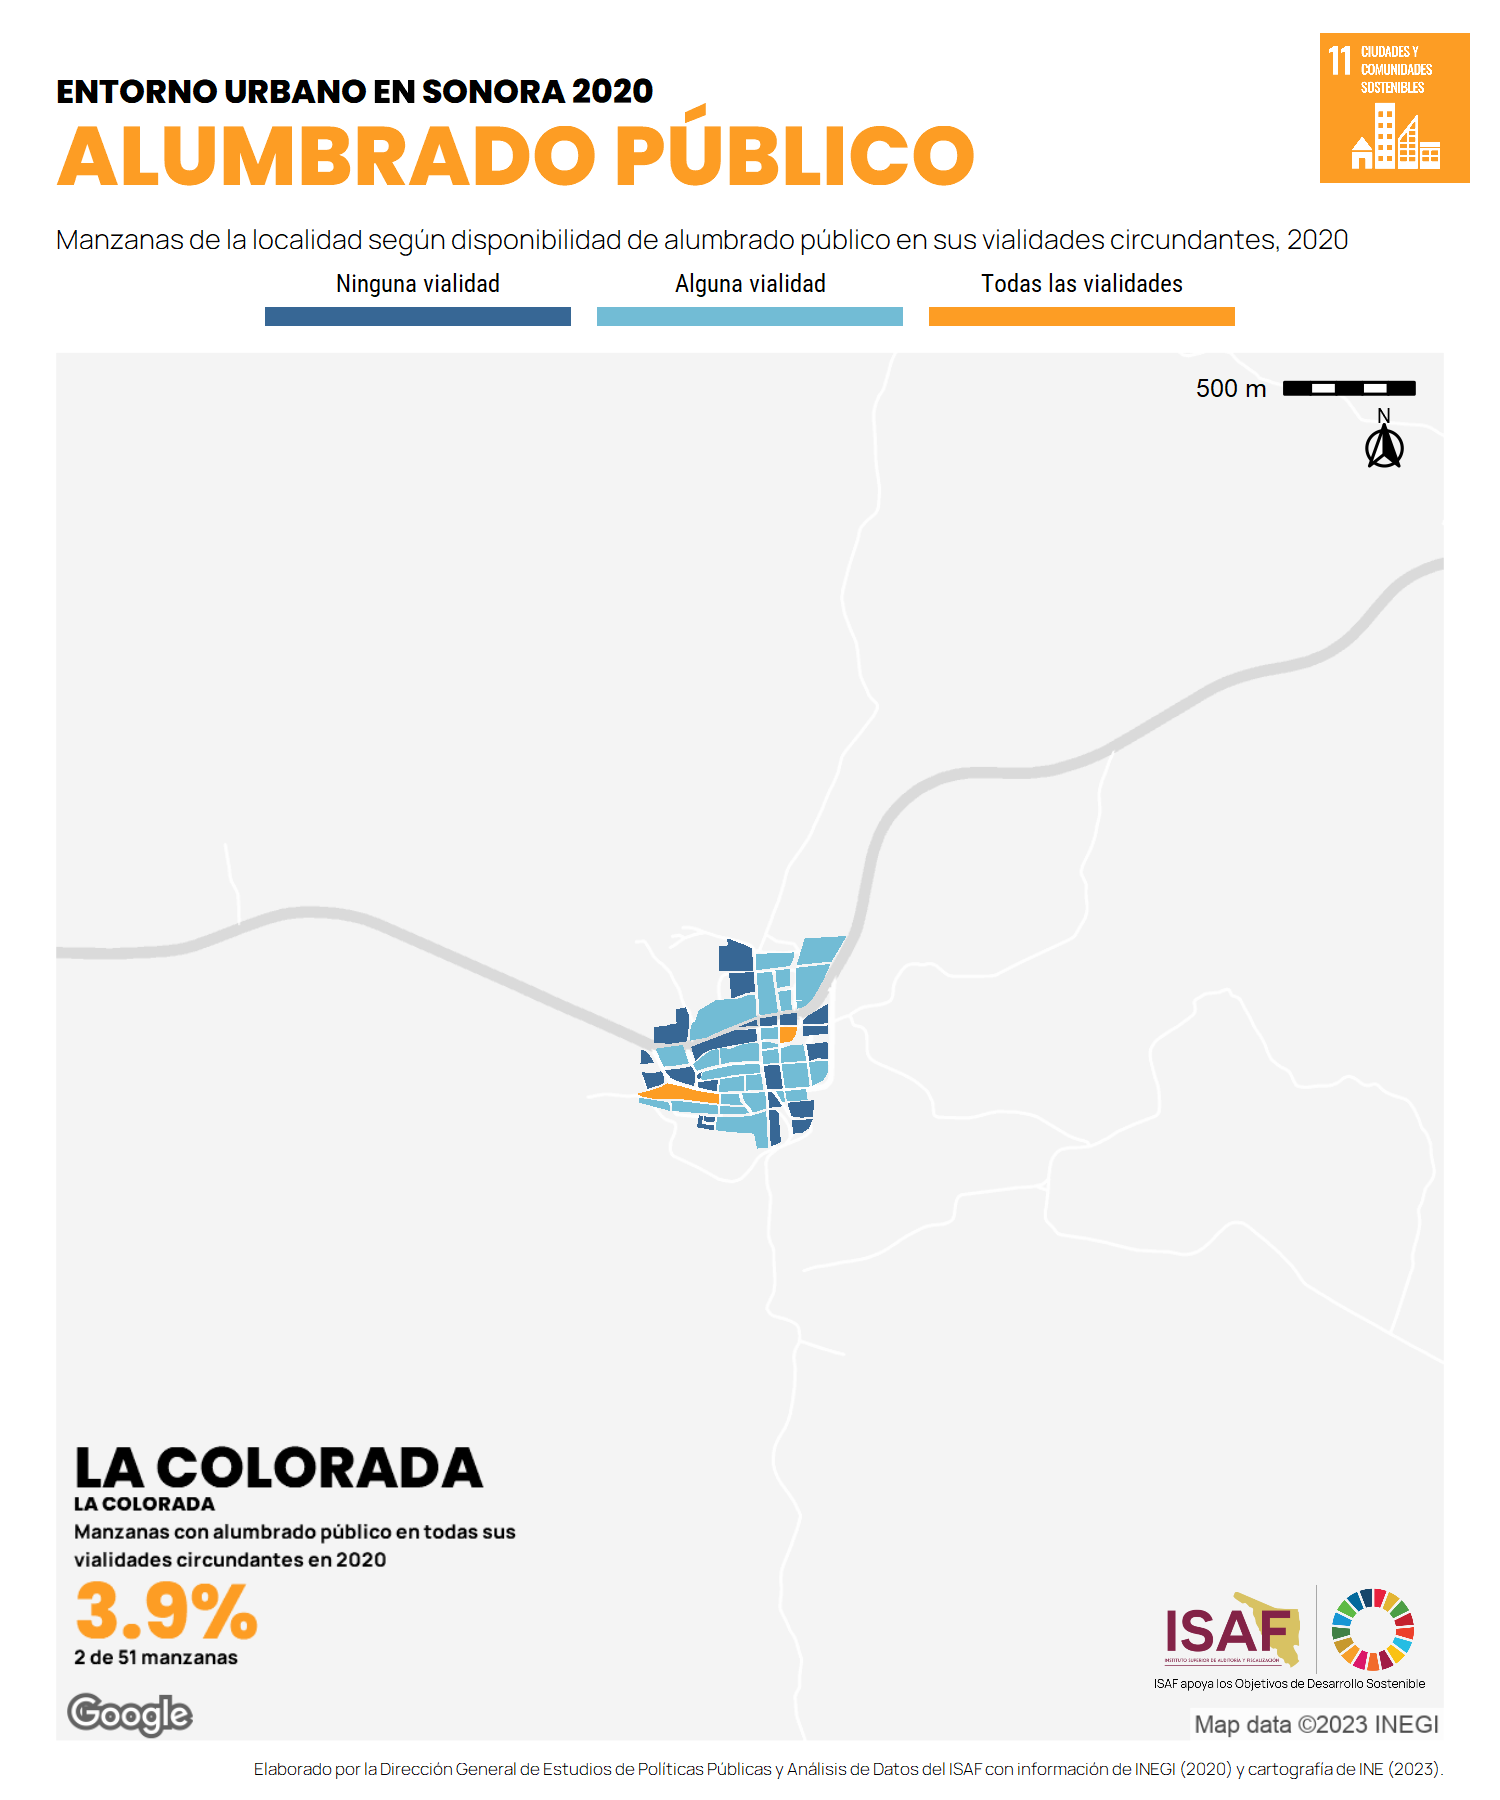 ENTORNO URBANO EN SONORA 2020
ALUMBRADO PÚBLICO
11 CIUDADES Y
COMUNIDADES
SOSTENIBLES
Manzanas de la localidad según disponibilidad de alumbrado público en sus vialidades circundantes, 2020
Ninguna vialidad
Alguna vialidad
Todas las vialidades
500 m
N
LA COLORADA
LA COLORADA
Manzanas con alumbrado público en todas sus
vialidades circundantes en 2020
3.9%
2 de 51 manzanas
Google
ISAF
INSTITUTO SUPERIOR DE AUDITORÍA Y FISCALIZACIÓN
ISAF apoya los Objetivos de Desarrollo Sostenible
Map data ©2023 INEGI
Elaborado por la Dirección General de Estudios de Políticas Públicas y Análisis de Datos del ISAF con información de INEGI (2020) y cartografía de INE (2023).